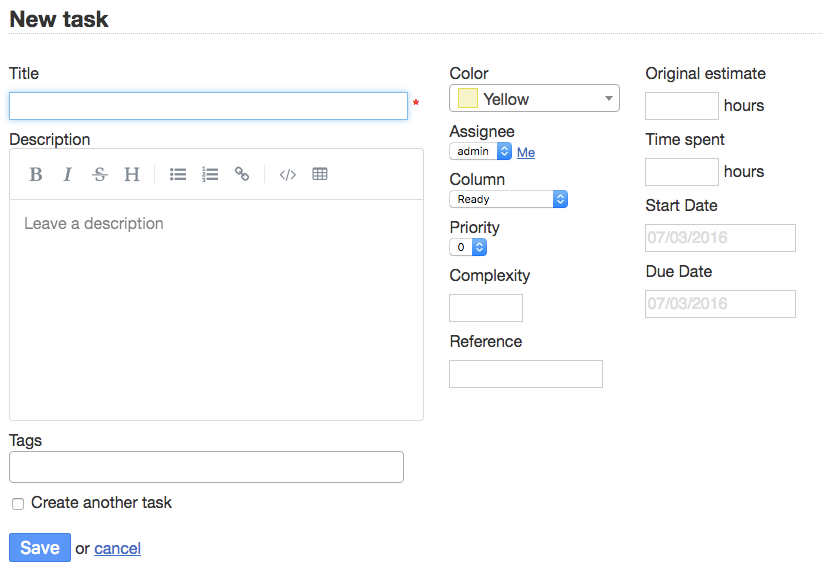 New task
Title
*
Description
B I S H
Leave a description
Tags
Create another task
Save or cancel
Color
Yellow
Assignee
admin Me
Column
Ready
Priority
0
Complexity
Reference
Original estimate
hours
Time spent
hours
Start Date
07/03/2016
Due Date
07/03/2016